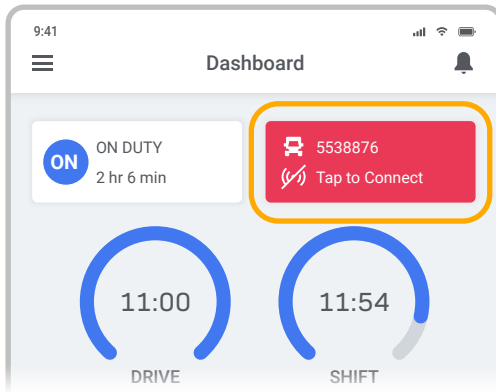 9:41
Dashboard
ON
ON DUTY
2 hr 6 min
5538876
Tap to Connect
11:00
11:54
DRIVE
SHIFT